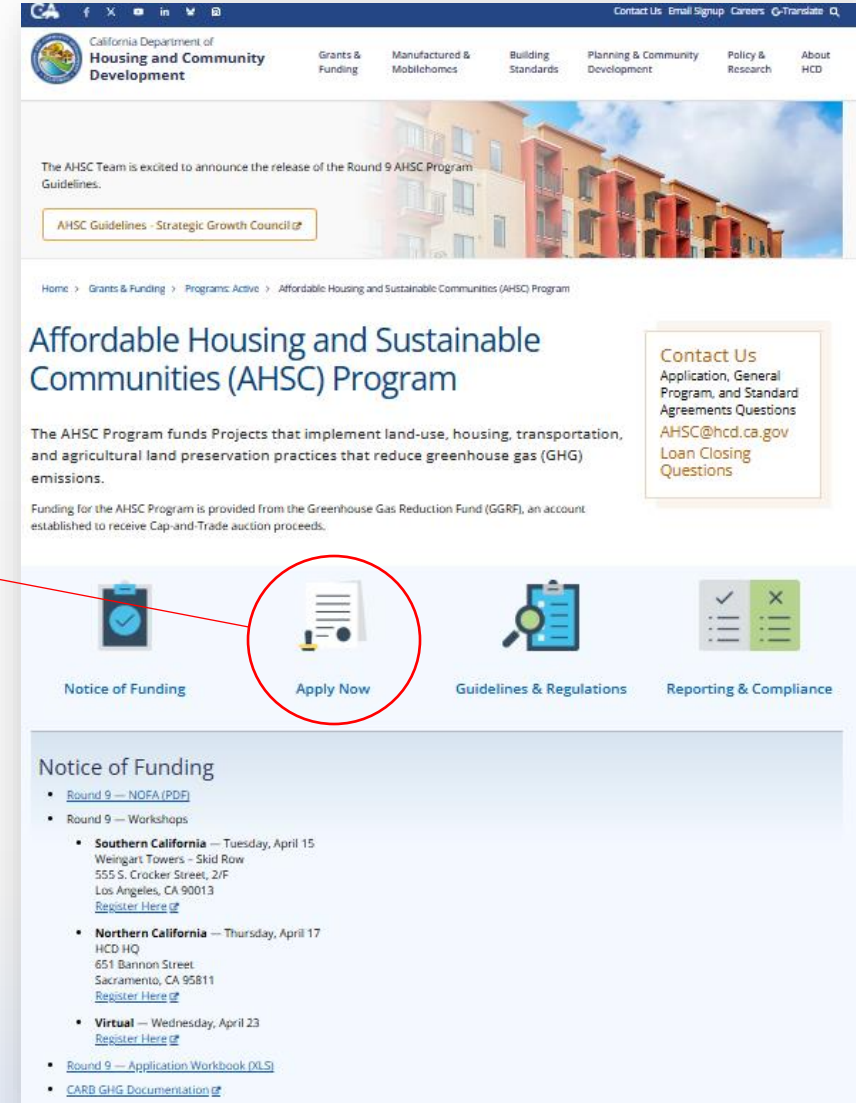 CA
Contact Us Email Signup Careers G-Translate
California Department of
Housing and Community
Development
Grants &
Funding
Manufactured &
Mobilehomes
Building
Standards
Planning & Community
Development
Policy &
Research
About
HCD
The AHSC Team is excited to announce the release of the Round 9 AHSC Program
Guidelines.
AHSC Guidelines - Strategic Growth Council
Home > Grants & Funding > Programs: Active > Affordable Housing and Sustainable Communities (AHSC) Program
Affordable Housing and Sustainable
Communities (AHSC) Program
The AHSC Program funds Projects that implement land-use, housing, transportation,
and agricultural land preservation practices that reduce greenhouse gas (GHG)
emissions.
Funding for the AHSC Program is provided from the Greenhouse Gas Reduction Fund (GGRF), an account
established to receive Cap-and-Trade auction proceeds.
Contact Us
Application, General
Program, and Standard
Agreements Questions
AHSC@hcd.ca.gov
Loan Closing
Questions
Notice of Funding
Apply Now
Guidelines & Regulations
Reporting & Compliance
Notice of Funding
• Round 9 — NOFA (PDF)
• Round 9 — Workshops
▪ Southern California — Tuesday, April 15
Weingart Towers – Skid Row
555 S. Crocker Street, 2/F
Los Angeles, CA 90013
Register Here
▪ Northern California — Thursday, April 17
HCD HQ
651 Bannon Street
Sacramento, CA 95811
Register Here
▪ Virtual — Wednesday, April 23
Register Here
• Round 9 — Application Workbook (XLS)
• CARB GHG Documentation